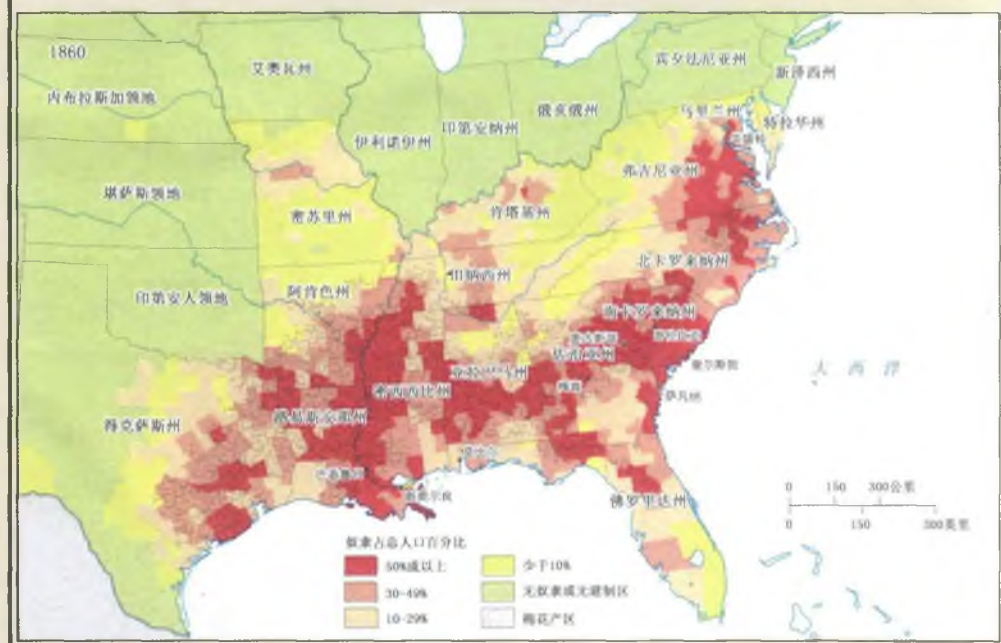 1860
艾奥瓦州
宾夕法尼亚州
新泽西州
内布拉斯加领地
俄亥俄州
马里兰州
特拉华州
伊利诺伊州
印第安纳州
弗吉尼亚州
堪萨斯领地
密苏里州
肯塔基州
北卡罗来纳州
田纳西州
阿肯色州
印第安人领地
南卡罗来纳州
佐治亚州
查尔斯顿
大西洋
亚拉巴马州
密西西比州
萨凡纳
路易斯安那州
得克萨斯州
新奥尔良
佛罗里达州
0 150 300公里
0 150 300英里
奴隶占总人口百分比
50%或以上
少于10%
30-49%
无奴隶或无建制区
10-29%
棉花产区